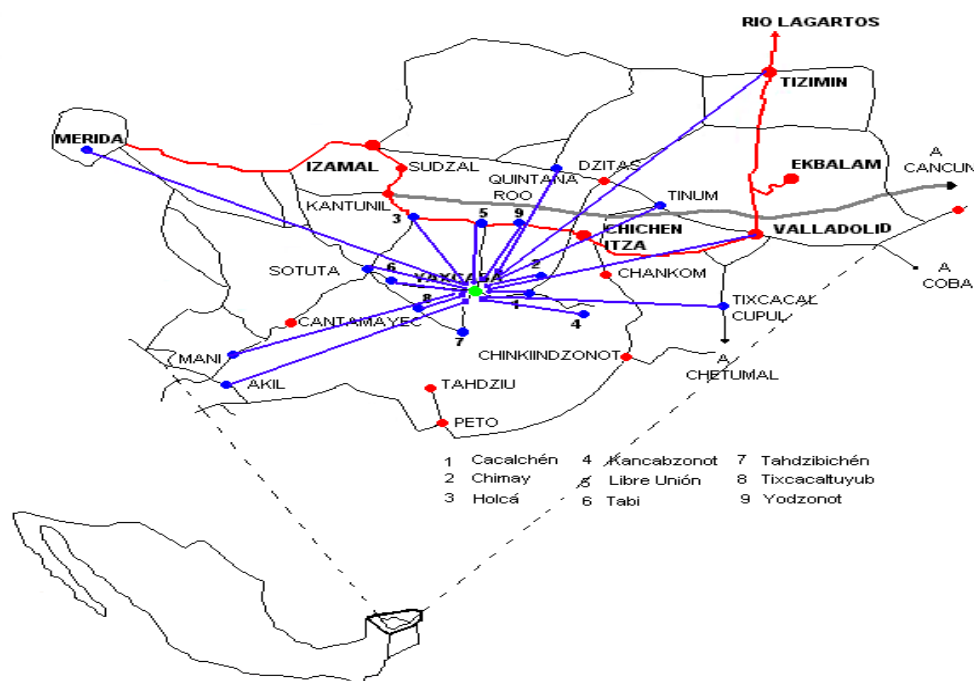 RIO LAGARTOS
TIZIMIN
MERIDA
IZAMAL
SUDZAL
DZITAS
EKBALAM
A
CANCUN
QUINTANA
ROO
TINUM
KANTUNIL
3
5
9
CHICHEN
ITZA
VALLADOLID
SOTUTA
6
YAXCABA
2
CHANKOM
A
COBA
8
4
TIXCACAL
CUPUL
CANTAMAYEC
7
4
MANI
CHINKIINDZONOT
A
CHETUMAL
AKIL
TAHDZIU
PETO
1 Cacalchén 4 Kancabzonot 7 Tahdzibichén
2 Chimay 5 Libre Unión 8 Tixcacaltuyub
3 Holcá 6 Tabi 9 Yodzonot